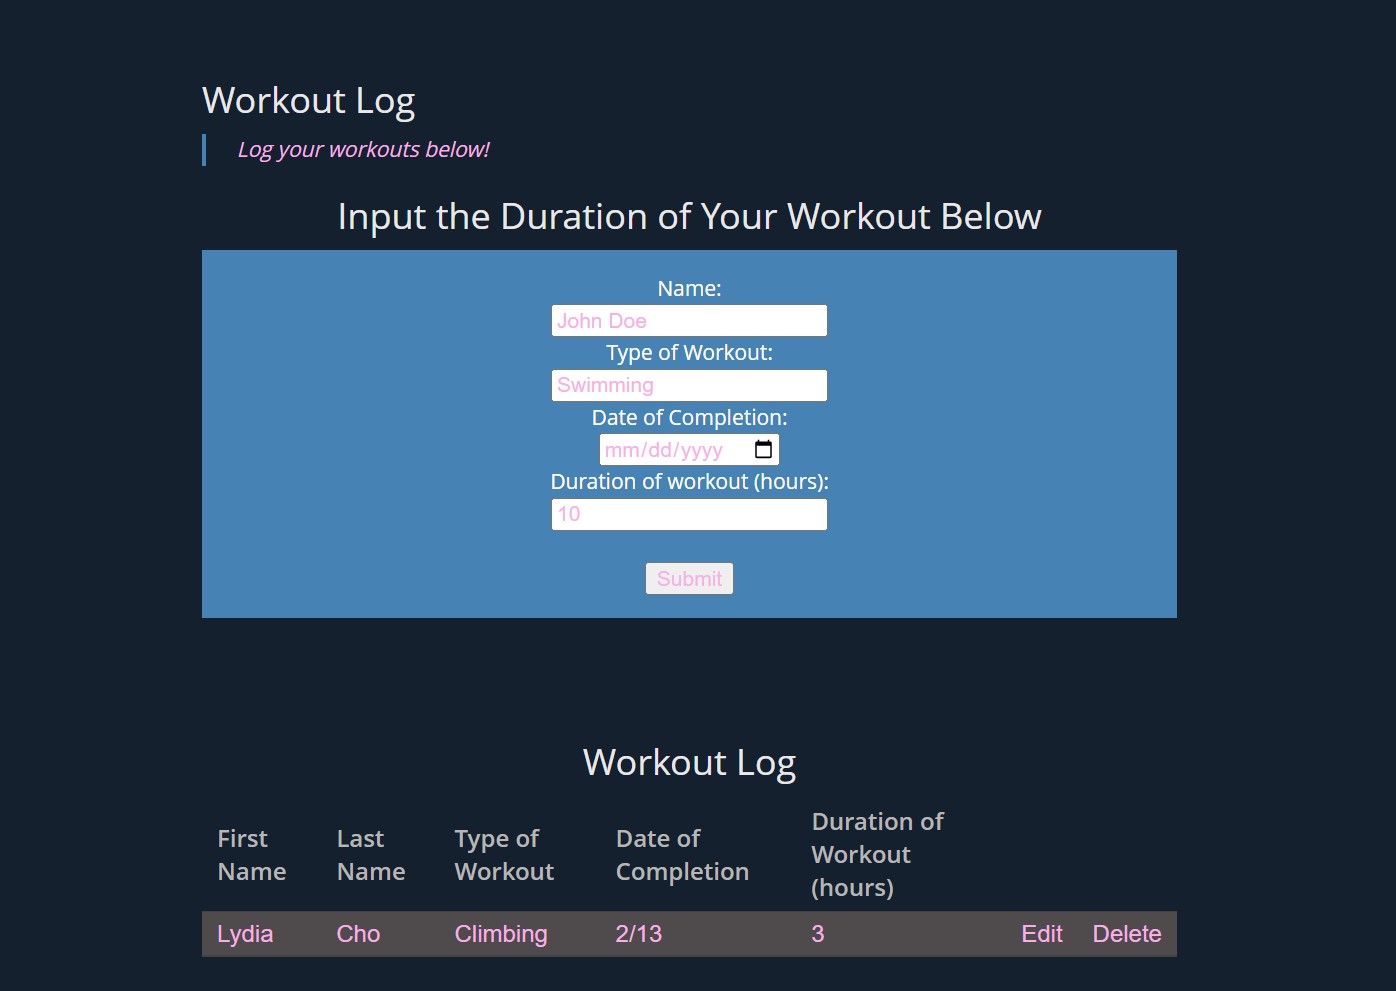 Workout Log
Log your workouts below!
Input the Duration of Your Workout Below
Name:
John Doe
Type of Workout:
Swimming
Date of Completion:
mm/dd/yyyy
Duration of workout (hours):
10
Submit
Workout Log
First Name
Last Name
Type of Workout
Date of Completion
Duration of Workout (hours)
Lydia Cho Climbing 2/13 3 Edit Delete